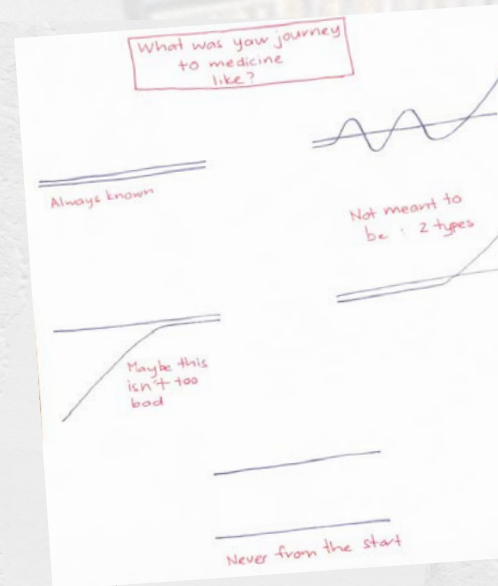 What was your journey
to medicine
like?
Always known
Not meant to
be : 2 types
Maybe this
isn't too
bad
Never from the start